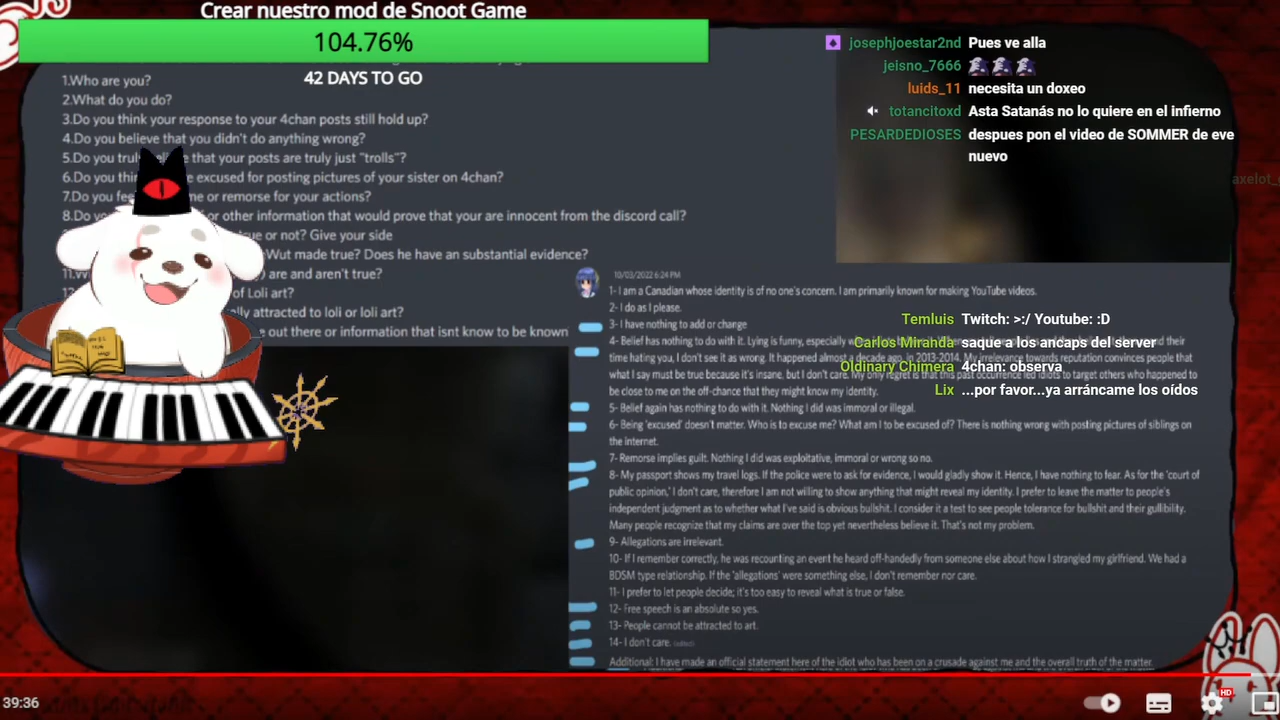 Crear nuestro mod de Snoot Game
104.76%
42 DAYS TO GO
1.Who are you?
2.What do you do?
3.Do you think your response to your 4chan posts still hold up?
4.Do you believe that you didn't do anything wrong?
5.Do you truly that your posts are truly just "trolls"?
6.Do you excused for posting pictures of your sister on 4chan?
7.Do you or remorse for your actions?
8.Do or other information that would prove that your are innocent from the discord call?
or not? Give your side
Wut made true? Does he have an substantial evidence?
are and aren't true?
of Loli art?
attracted to loli or loli art?
out there or information that isnt know to be known
josephjoestar2nd Pues ve alla
jeisno_7666
luids_11 necesita un doxeo
totancitoxd Asta Satanás no lo quiere en el infierno
PESARDEDIOSES despues pon el video de SOMMER de eve
nuevo
10/03/2022 6:24 PM
1- I am a Canadian whose identity is of no one's concern. I am primarily known for making YouTube videos.
2- I do as I please.
3- I have nothing to add or change
4- Belief has nothing to do with it. Lying is funny, especially their
time hating you, I don't see it as wrong. It happened almost a decade ago, in 2013-2014. My irrelevance towards reputation convinces people
that what I say must be true because it's insane, but I don't care. My only regret is that this past occurrence led idiots to target others who happened to
be close to me on the off-chance that they might know my identity.
5- Belief again has nothing to do with it. Nothing I did was immoral or illegal.
6- Being 'excused' doesn't matter. Who is to excuse me? What am I to be excused of? There is nothing wrong with posting pictures of siblings on
the internet.
7- Remorse implies guilt. Nothing I did was exploitative, immoral or wrong so no.
8- My passport shows my travel logs. If the police were to ask for evidence, I would gladly show it. Hence, I have nothing to fear. As for the 'court of
public opinion,' I don't care, therefore I am not willing to show anything that might reveal my identity. I prefer to leave the matter to people's
independent judgment as to whether what I've said is obvious bullshit. I consider it a test to see people tolerance for bullshit and their gullibility.
Many people recognize that my claims are over the top yet nevertheless believe it. That's not my problem.
9- Allegations are irrelevant.
10- If I remember correctly, he was recounting an event he heard off-handedly from someone else about how I strangled my girlfriend. We had a
BDSM type relationship. If the 'allegations' were something else, I don't remember nor care.
11- I prefer to let people decide; it's too easy to reveal what is true or false.
12- Free speech is an absolute so yes.
13- People cannot be attracted to art.
14- I don't care. (edited)
Additional: I have made an official statement here of the idiot who has been on a crusade against me and the overall truth of the matter.
Temluis Twitch: >:/ Youtube: :D
Carlos Miranda saque a los ancaps del server
Oldinary Chimera 4chan: observa
Lix ...por favor...ya arráncame los oídos
39:36
HD